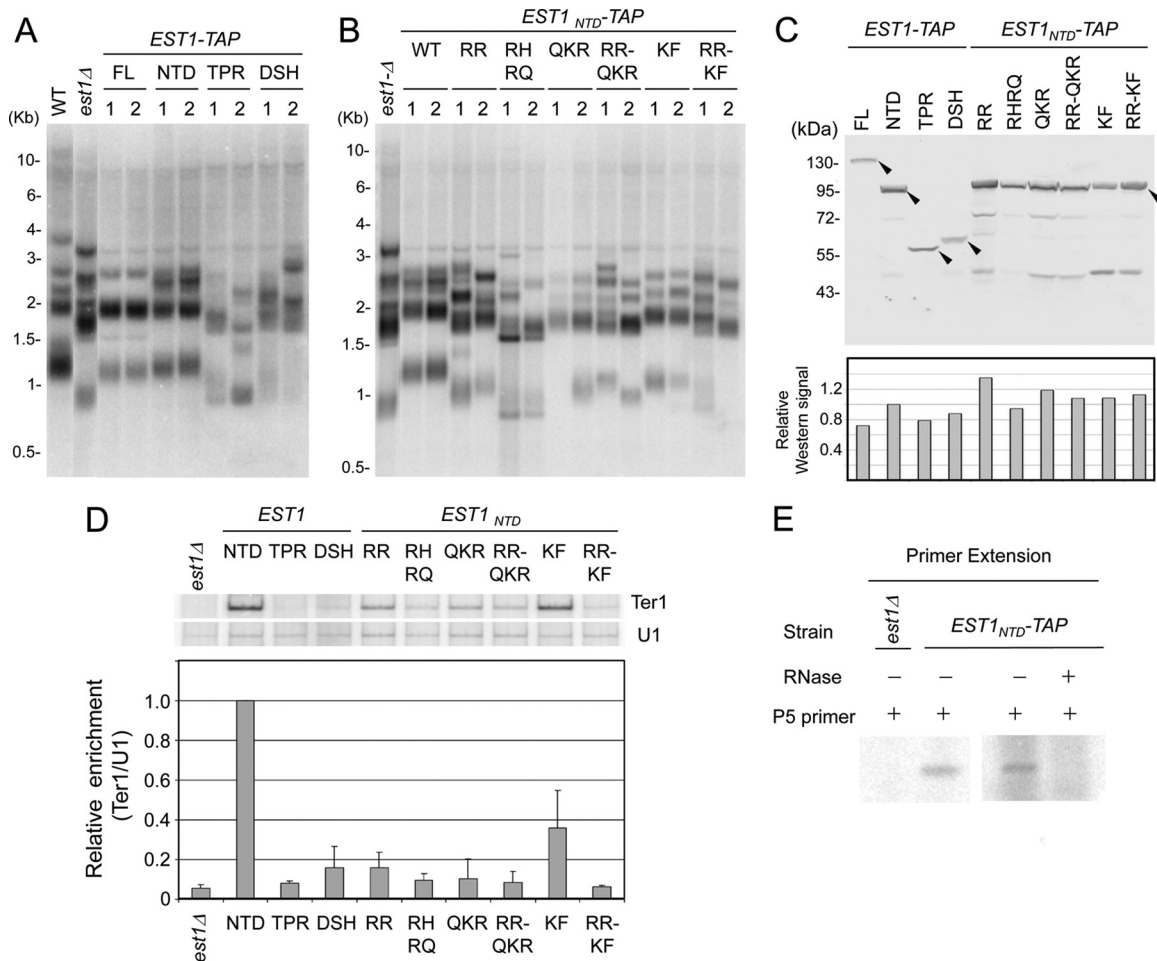 A
EST1-TAP
WT est1Δ FL NTD TPR DSH
1 2 1 2 1 2 1 2
(Kb)
10-
6-
4-
3-
2-
1.5-
1-
0.5-
B
EST1 NTD-TAP
est1-Δ WT RR RH RQ QKR RR-QKR KF RR-KF
1 2 1 2 1 2 1 2 1 2 1 2 1 2
(Kb)
10-
6-
4-
3-
2-
1.5-
1-
0.5-
C
EST1-TAP EST1NTD-TAP
FL NTD TPR DSH RR RHRQ QKR RR-QKR KF RR-KF
(kDa)
130-
95-
72-
55-
43-
Relative Western signal
1.2
0.8
0.4
D
EST1 EST1 NTD
est1Δ NTD TPR DSH RR RH RQ QKR RR-QKR KF RR-KF
Ter1
U1
Relative enrichment (Ter1/U1)
1.0
0.8
0.6
0.4
0.2
0
est1Δ NTD TPR DSH RR RH RQ QKR RR-QKR KF RR-KF
E
Primer Extension
Strain est1Δ EST1NTD-TAP
RNase − − − +
P5 primer + + + +